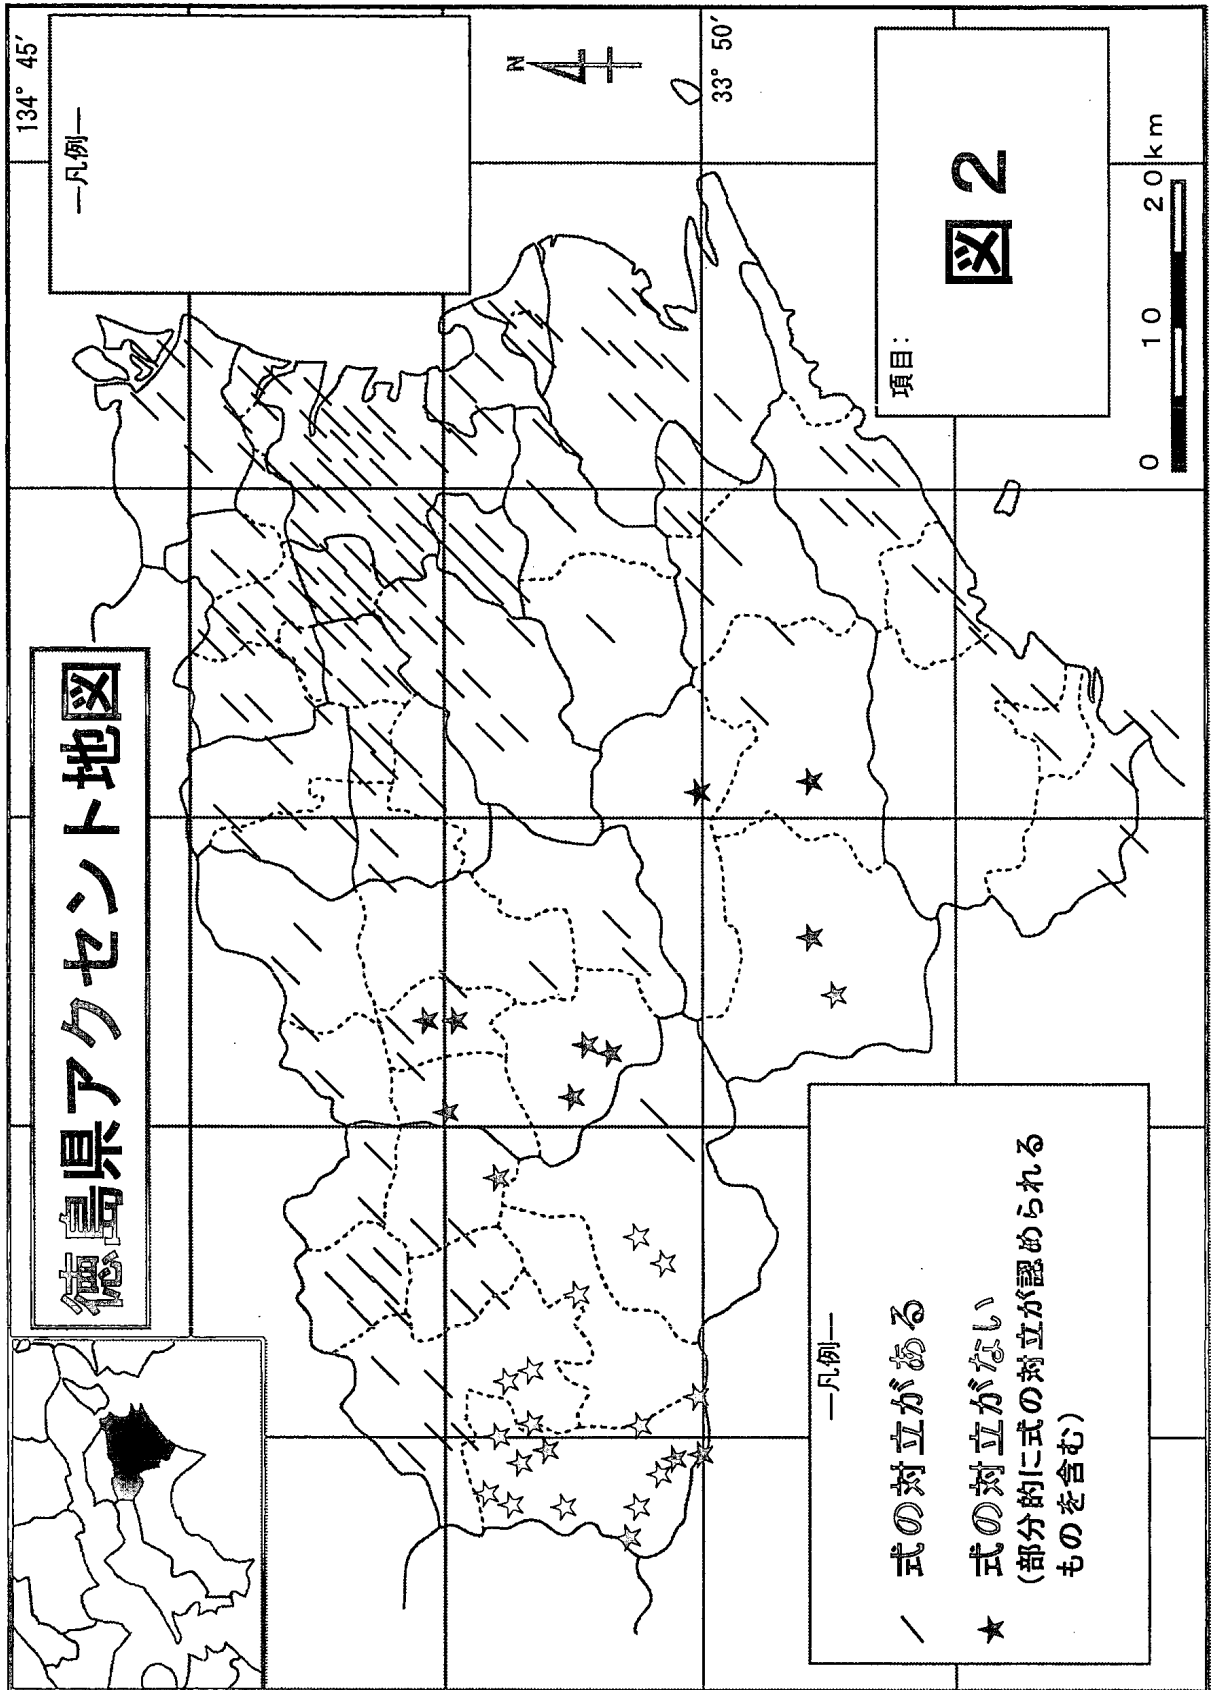 徳島県アクセント地図
134° 45′
―凡例―
N
33° 50′
項目：
図２
0 10 20km
―凡例―
式の対立がある
式の対立がない
(部分的に式の対立が認められる
ものを含む)